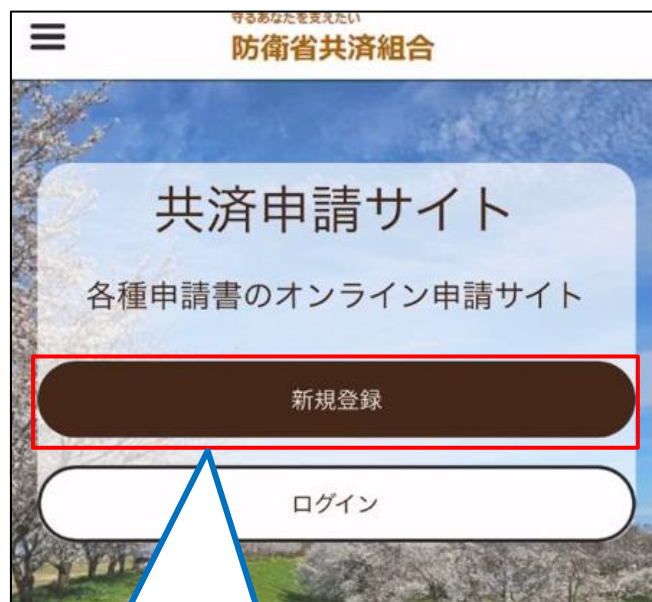 守るあなたを支えたい
防衛省共済組合
共済申請サイト
各種申請書のオンライン申請サイト
新規登録
ログイン